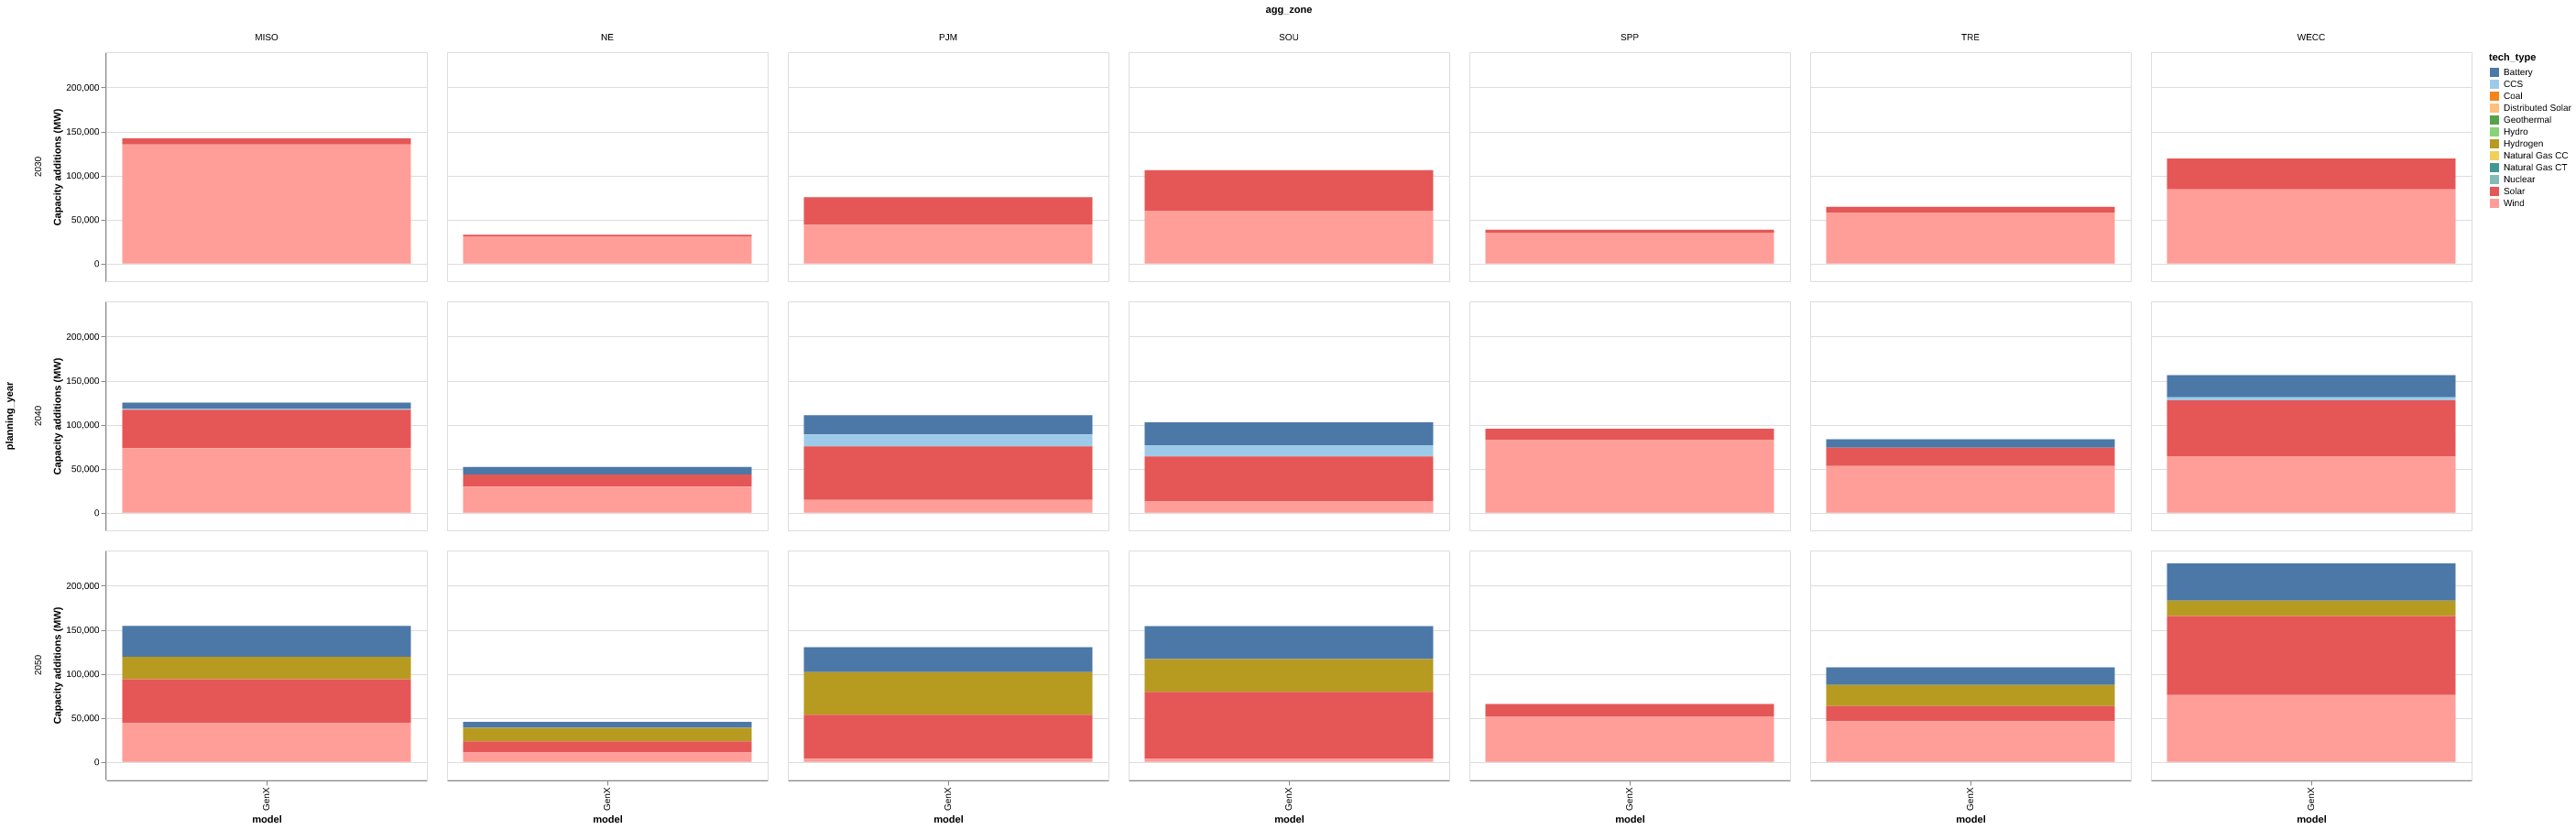 agg_zone
MISO NE PJM SOU SPP TRE WECC
planning_year
2030
Capacity additions (MW)
200,000
150,000
100,000
50,000
0
2040
Capacity additions (MW)
200,000
150,000
100,000
50,000
0
2050
Capacity additions (MW)
200,000
150,000
100,000
50,000
0
GenX GenX GenX GenX GenX GenX GenX
model model model model model model model
tech_type
Battery
CCS
Coal
Distributed Solar
Geothermal
Hydro
Hydrogen
Natural Gas CC
Natural Gas CT
Nuclear
Solar
Wind